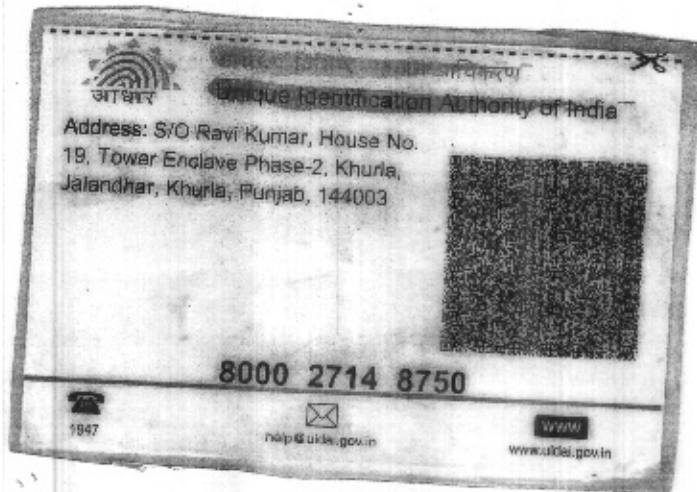 आधार
Unique Identification Authority of India
Address: S/O Ravi Kumar, House No.
19, Tower Enclave Phase-2, Khurla,
Jalandhar, Khurla, Punjab, 144003
8000 2714 8750
1947
help@uidai.gov.in
www
www.uidai.gov.in